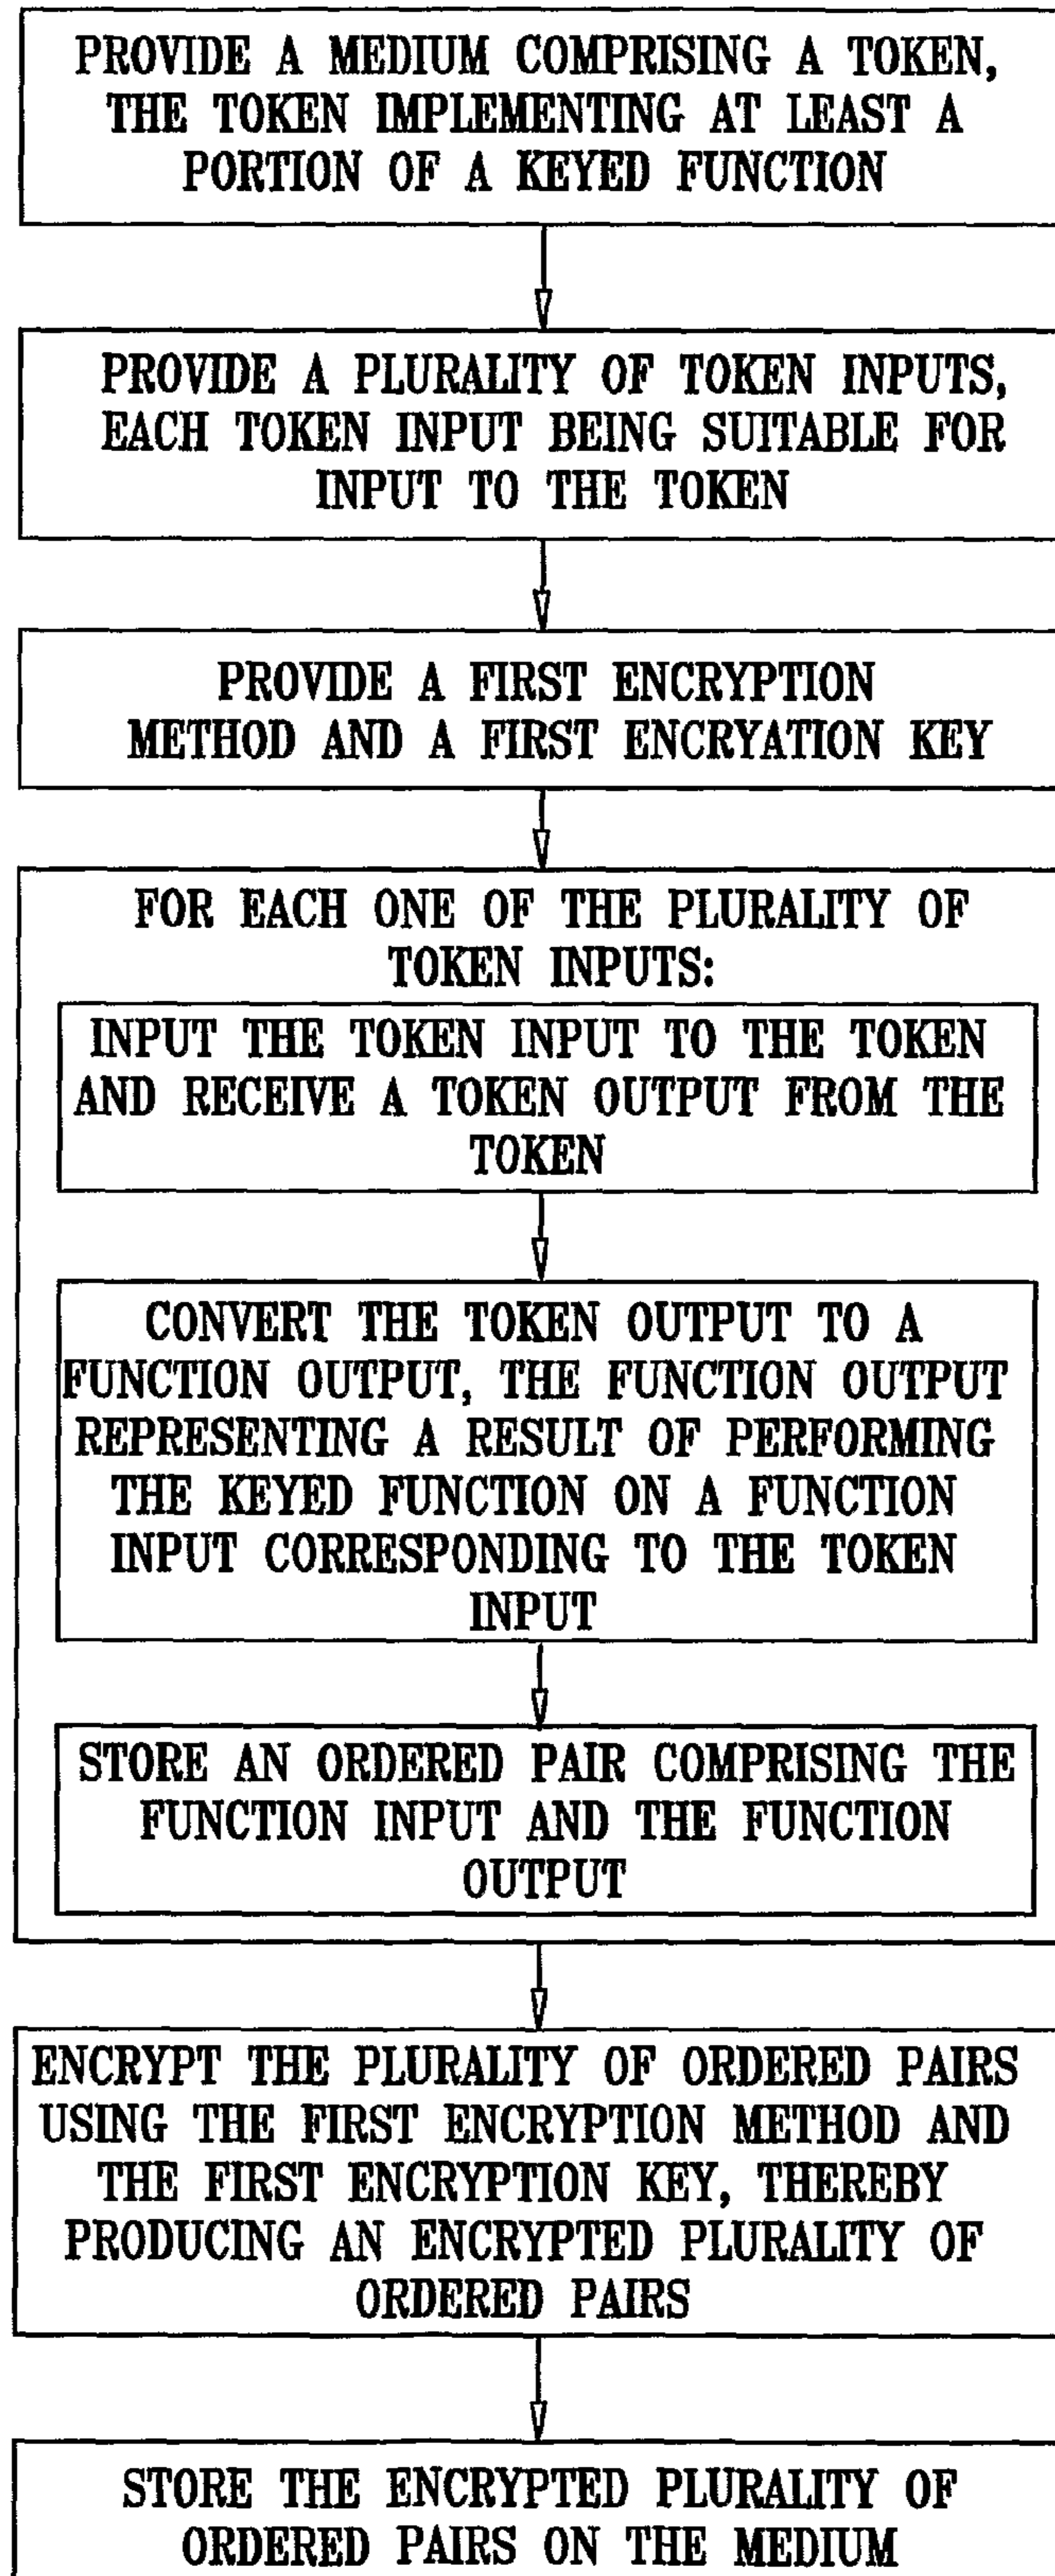 PROVIDE A MEDIUM COMPRISING A TOKEN,
THE TOKEN IMPLEMENTING AT LEAST A
PORTION OF A KEYED FUNCTION
PROVIDE A PLURALITY OF TOKEN INPUTS,
EACH TOKEN INPUT BEING SUITABLE FOR
INPUT TO THE TOKEN
PROVIDE A FIRST ENCRYPTION
METHOD AND A FIRST ENCRYATION KEY
FOR EACH ONE OF THE PLURALITY OF
TOKEN INPUTS:
INPUT THE TOKEN INPUT TO THE TOKEN
AND RECEIVE A TOKEN OUTPUT FROM THE
TOKEN
CONVERT THE TOKEN OUTPUT TO A
FUNCTION OUTPUT, THE FUNCTION OUTPUT
REPRESENTING A RESULT OF PERFORMING
THE KEYED FUNCTION ON A FUNCTION
INPUT CORRESPONDING TO THE TOKEN
INPUT
STORE AN ORDERED PAIR COMPRISING THE
FUNCTION INPUT AND THE FUNCTION
OUTPUT
ENCRYPT THE PLURALITY OF ORDERED PAIRS
USING THE FIRST ENCRYPTION METHOD AND
THE FIRST ENCRYPTION KEY, THEREBY
PRODUCING AN ENCRYPTED PLURALITY OF
ORDERED PAIRS
STORE THE ENCRYPTED PLURALITY OF
ORDERED PAIRS ON THE MEDIUM